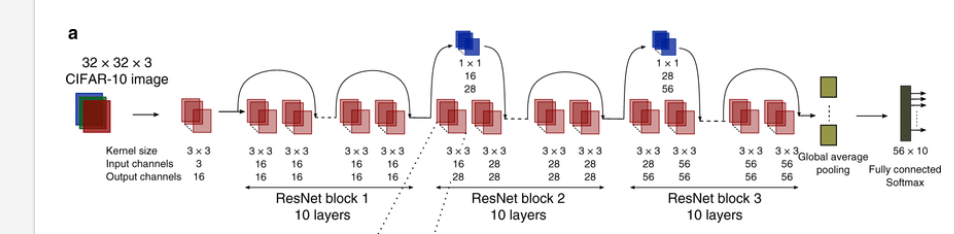 a
32 × 32 × 3
CIFAR-10 image
1 × 1
16
28
1 × 1
28
56
Kernel size 3 × 3 3 × 3 3 × 3 3 × 3 3 × 3 3 × 3 3 × 3 3 × 3 3 × 3 3 × 3 3 × 3 3 × 3 3 × 3
Input channels 3 16 16 16 16 16 28 28 28 28 56 56 56
Output channels 16 16 16 16 16 28 28 28 28 56 56 56 56
ResNet block 1
10 layers
ResNet block 2
10 layers
ResNet block 3
10 layers
Global average
pooling
56 × 10
Fully connected
Softmax